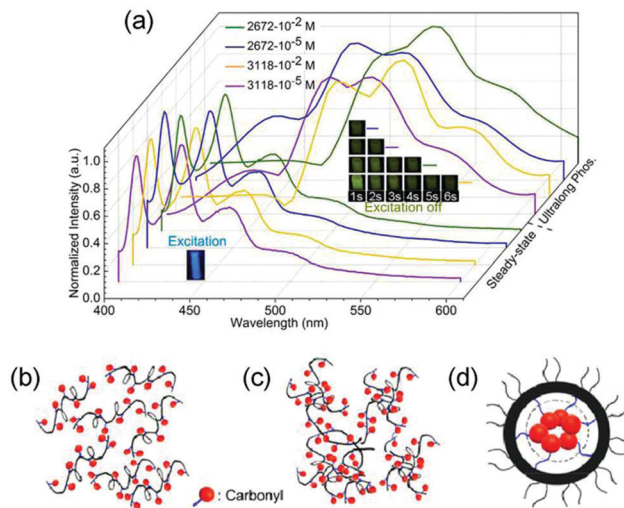 (a)
2672-10⁻² M
2672-10⁻⁵ M
3118-10⁻² M
3118-10⁻⁵ M
Normalized Intensity (a.u.)
1.0
0.8
0.6
0.4
0.2
0.0
1s 2s 3s 4s 5s 6s
Excitation off
Excitation
Ultralong Phos.
Steady-state
400 450 500 550 600
Wavelength (nm)
(b)
(c)
(d)
: Carbonyl